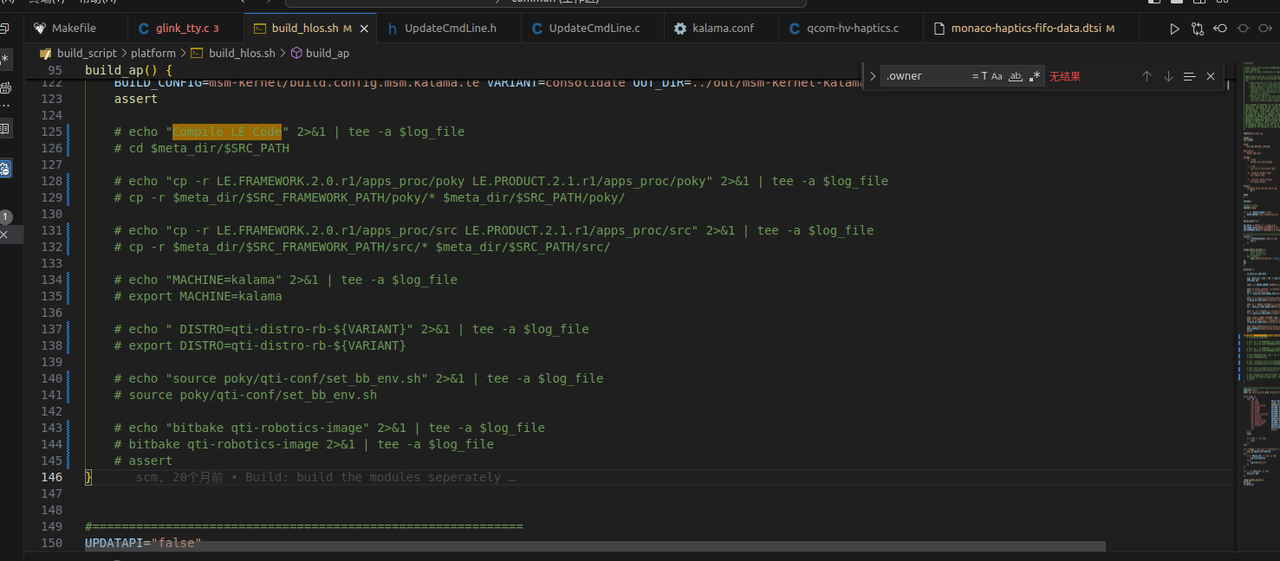 common (工作区)
Makefile
glink_tty.c 3
build_hlos.sh M
UpdateCmdLine.h
UpdateCmdLine.c
kalama.conf
qcom-hv-haptics.c
monaco-haptics-fifo-data.dtsi M
build_script > platform > build_hlos.sh > build_ap
.owner
Aa
ab
无结果
95 build_ap() {
122 BUILD_CONFIG=msm-kernel/build.config.msm.kalama.le VARIANT=consolidate OUT_DIR=../out/msm-kernel-kalam
123 assert
124
125 # echo "Compile LE Code" 2>&1 | tee -a $log_file
126 # cd $meta_dir/$SRC_PATH
127
128 # echo "cp -r LE.FRAMEWORK.2.0.r1/apps_proc/poky LE.PRODUCT.2.1.r1/apps_proc/poky" 2>&1 | tee -a $log_file
129 # cp -r $meta_dir/$SRC_FRAMEWORK_PATH/poky/* $meta_dir/$SRC_PATH/poky/
130
131 # echo "cp -r LE.FRAMEWORK.2.0.r1/apps_proc/src LE.PRODUCT.2.1.r1/apps_proc/src" 2>&1 | tee -a $log_file
132 # cp -r $meta_dir/$SRC_FRAMEWORK_PATH/src/* $meta_dir/$SRC_PATH/src/
133
134 # echo "MACHINE=kalama" 2>&1 | tee -a $log_file
135 # export MACHINE=kalama
136
137 # echo " DISTRO=qti-distro-rb-${VARIANT}" 2>&1 | tee -a $log_file
138 # export DISTRO=qti-distro-rb-${VARIANT}
139
140 # echo "source poky/qti-conf/set_bb_env.sh" 2>&1 | tee -a $log_file
141 # source poky/qti-conf/set_bb_env.sh
142
143 # echo "bitbake qti-robotics-image" 2>&1 | tee -a $log_file
144 # bitbake qti-robotics-image 2>&1 | tee -a $log_file
145 # assert
146 } scm, 20个月前 • Build: build the modules seperately …
147
148
149 #===========================================================
150 UPDATAPI="false"
1